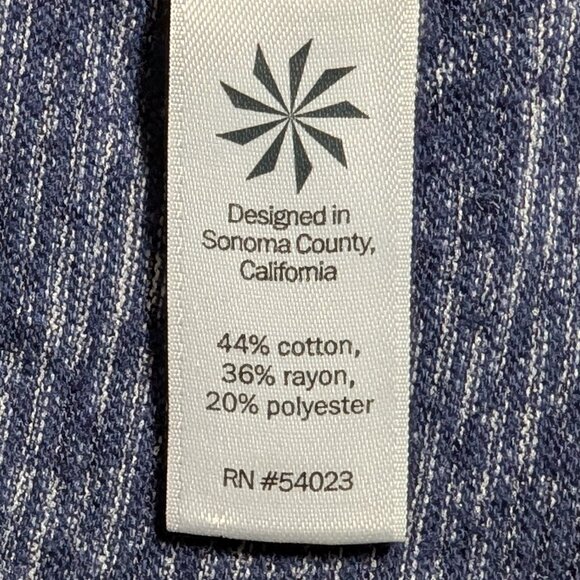 Designed in
Sonoma County,
California
44% cotton,
36% rayon,
20% polyester
RN #54023